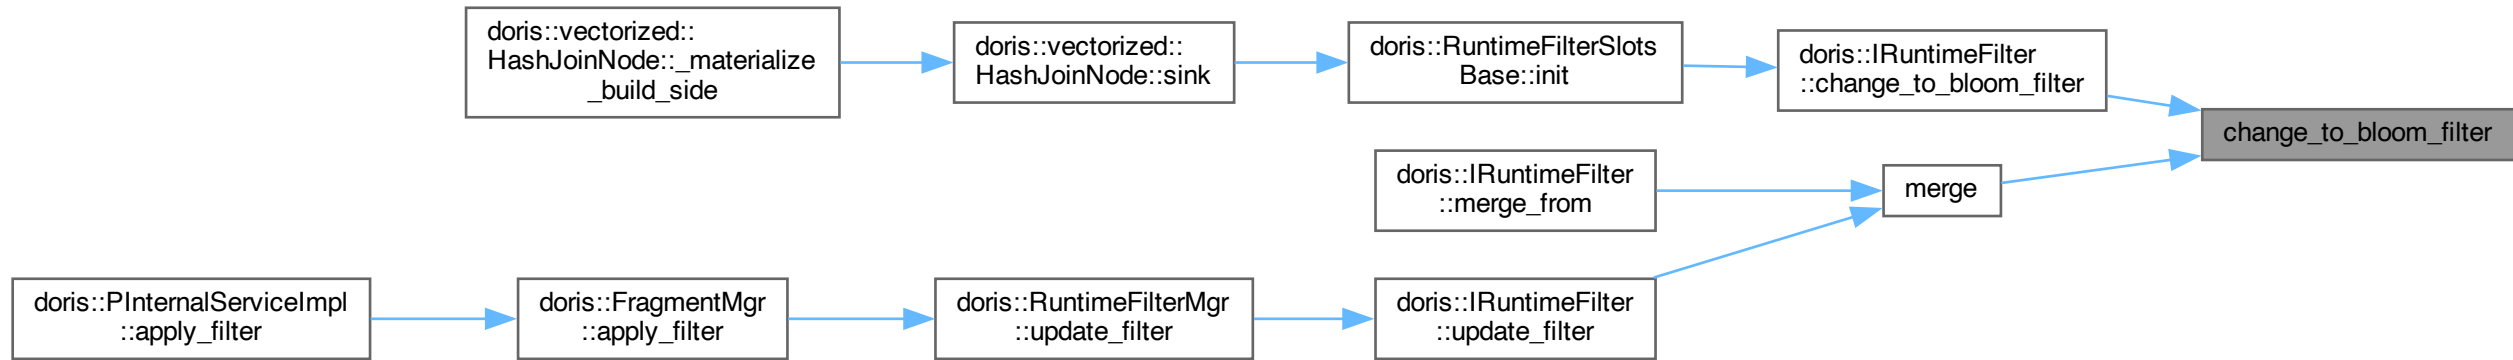 doris::vectorized::
HashJoinNode::_materialize
_build_side
doris::vectorized::
HashJoinNode::sink
doris::RuntimeFilterSlots
Base::init
doris::IRuntimeFilter
::change_to_bloom_filter
change_to_bloom_filter
doris::IRuntimeFilter
::merge_from
merge
doris::PInternalServiceImpl
::apply_filter
doris::FragmentMgr
::apply_filter
doris::RuntimeFilterMgr
::update_filter
doris::IRuntimeFilter
::update_filter